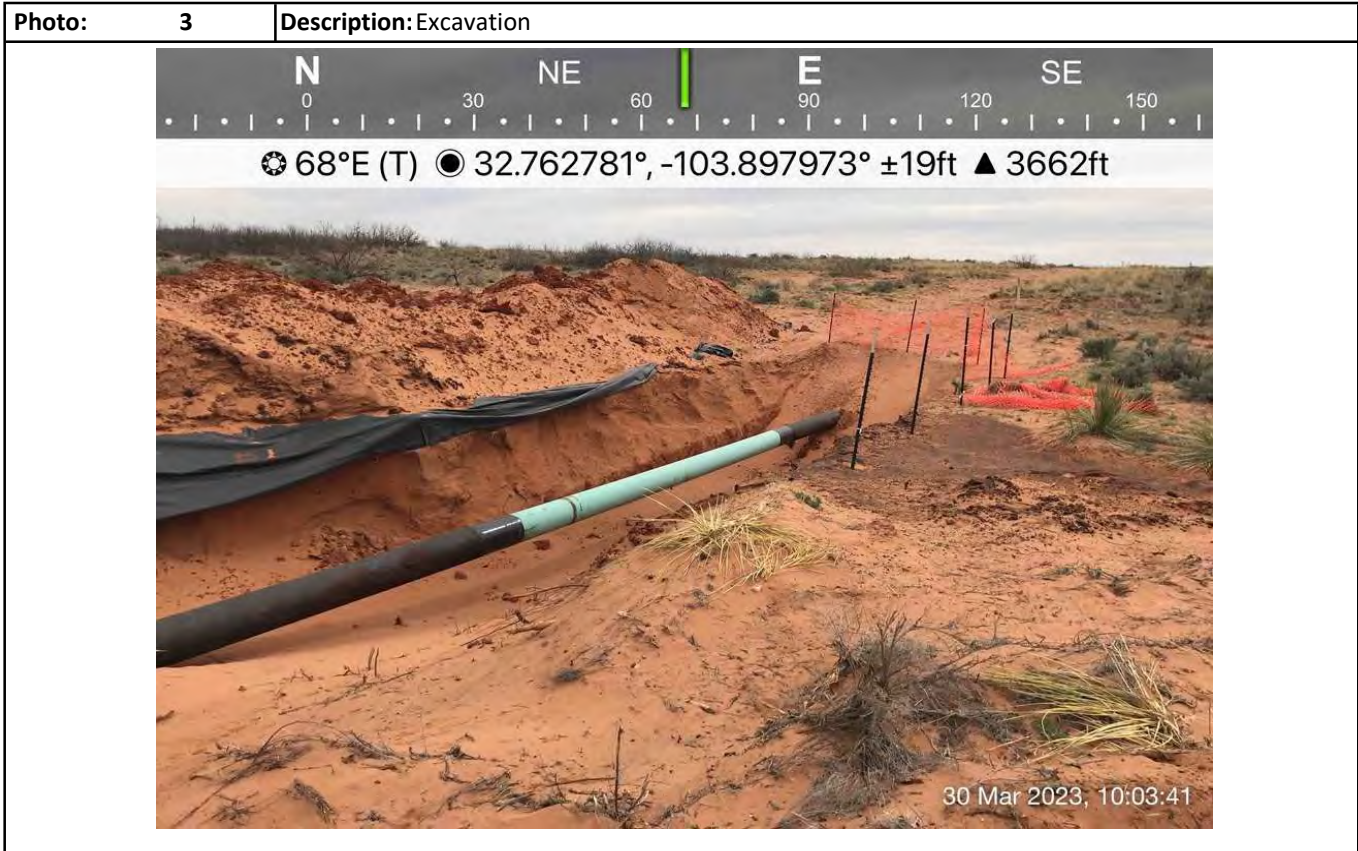 Photo: 3 Description: Excavation
N NE E SE
0 30 60 90 120 150
68°E (T) 32.762781°, -103.897973° ±19ft ▲ 3662ft
30 Mar 2023, 10:03:41